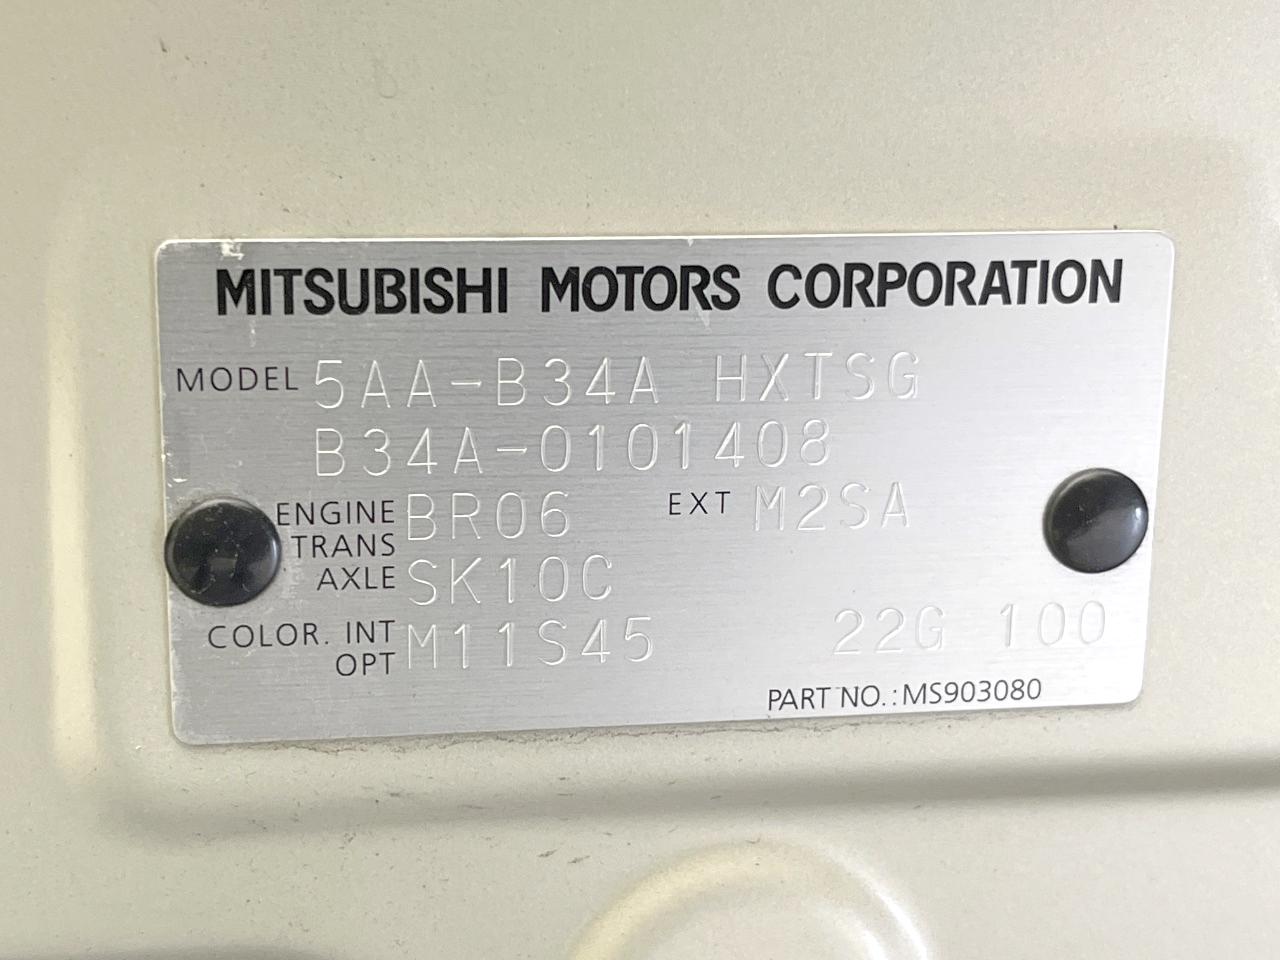 MITSUBISHI MOTORS CORPORATION
MODEL 5AA-B34A HXTSG
B34A-0101408
ENGINE BR06 EXT M2SA
TRANS
AXLE SK10C
COLOR. INT
OPT M11S45 22G 100
PART NO.: MS903080